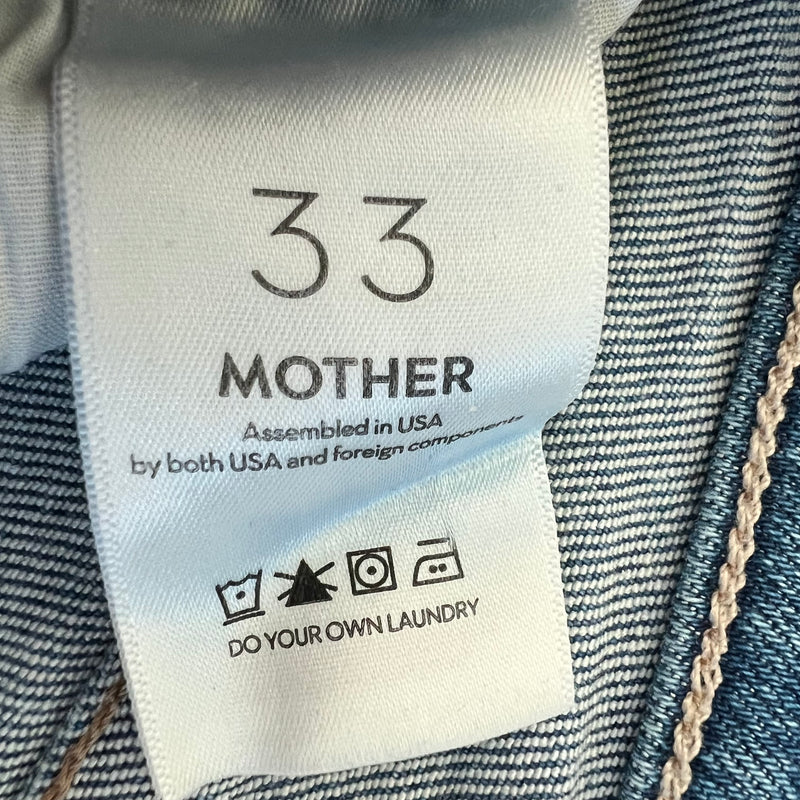 33
MOTHER
Assembled in USA
by both USA and foreign components
DO YOUR OWN LAUNDRY